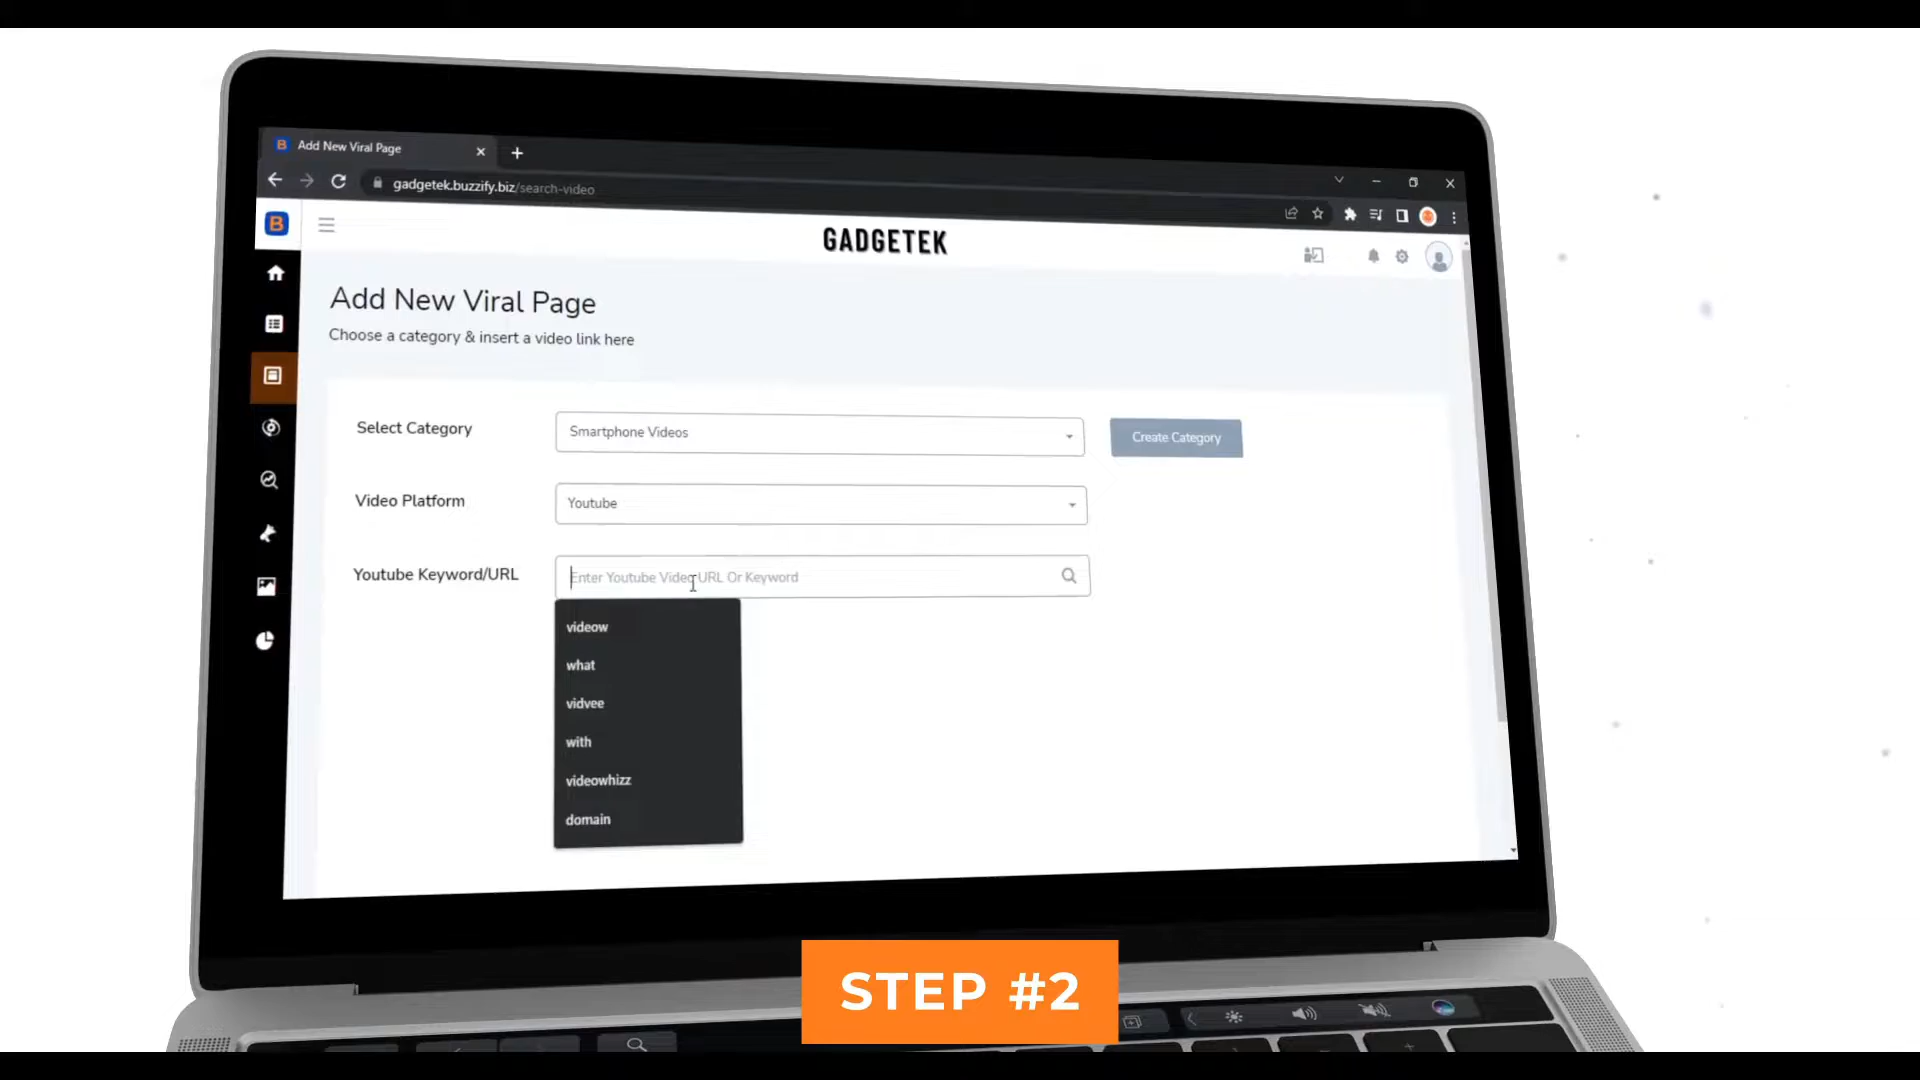 Add New Viral Page
gadgetek.buzzify.biz/search-video
B
GADGETEK
Add New Viral Page
Choose a category & insert a video link here
Select Category
Smartphone Videos
Create Category
Video Platform
Youtube
Youtube Keyword/URL
Enter Youtube Video URL Or Keyword
videow
what
vidvee
with
videowhizz
domain
STEP #2